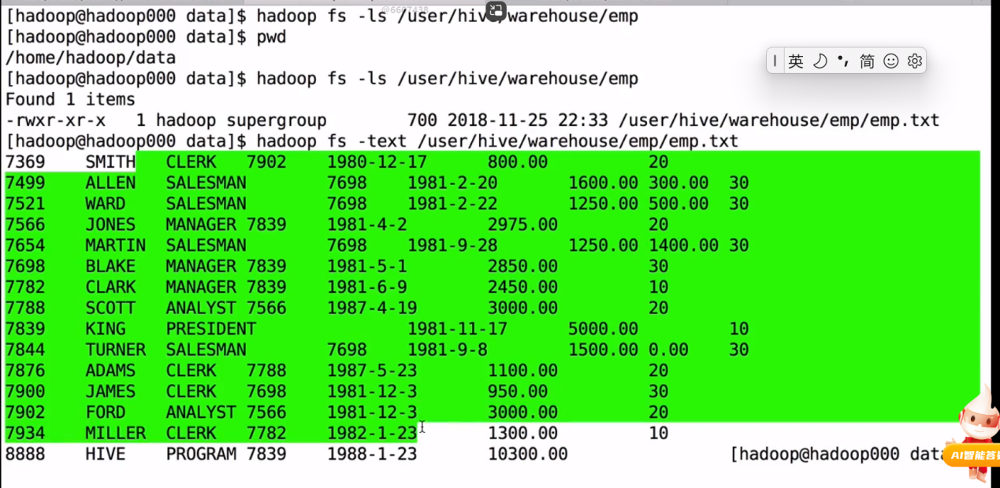 [hadoop@hadoop000 data]$ hadoop fs -ls /user/hive/warehouse/emp
[hadoop@hadoop000 data]$ pwd
/home/hadoop/data
英 简
[hadoop@hadoop000 data]$ hadoop fs -ls /user/hive/warehouse/emp
Found 1 items
-rwxr-xr-x   1 hadoop supergroup        700 2018-11-25 22:33 /user/hive/warehouse/emp/emp.txt
[hadoop@hadoop000 data]$ hadoop fs -text /user/hive/warehouse/emp/emp.txt
7369    SMITH   CLERK   7902    1980-12-17      800.00          20
7499    ALLEN   SALESMAN        7698    1981-2-20       1600.00 300.00  30
7521    WARD    SALESMAN        7698    1981-2-22       1250.00 500.00  30
7566    JONES   MANAGER 7839    1981-4-2        2975.00         20
7654    MARTIN  SALESMAN        7698    1981-9-28       1250.00 1400.00 30
7698    BLAKE   MANAGER 7839    1981-5-1        2850.00         30
7782    CLARK   MANAGER 7839    1981-6-9        2450.00         10
7788    SCOTT   ANALYST 7566    1987-4-19       3000.00         20
7839    KING    PRESIDENT               1981-11-17      5000.00         10
7844    TURNER  SALESMAN        7698    1981-9-8        1500.00 0.00    30
7876    ADAMS   CLERK   7788    1987-5-23       1100.00         20
7900    JAMES   CLERK   7698    1981-12-3       950.00          30
7902    FORD    ANALYST 7566    1981-12-3       3000.00         20
7934    MILLER  CLERK   7782    1982-1-23       1300.00         10
8888    HIVE    PROGRAM 7839    1988-1-23       10300.00                [hadoop@hadoop000 dat
AI智能答